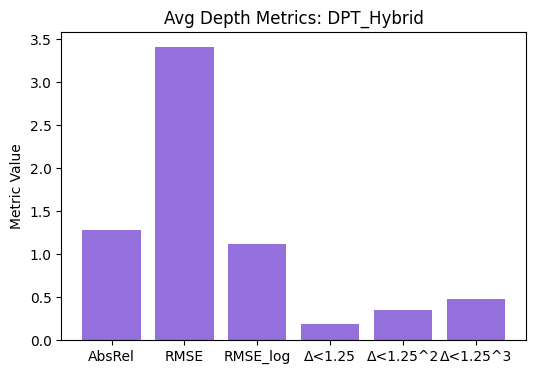 Avg Depth Metrics: DPT_Hybrid
Metric Value
3.5
3.0
2.5
2.0
1.5
1.0
0.5
0.0
AbsRel RMSE RMSE_log Δ<1.25 Δ<1.25^2 Δ<1.25^3